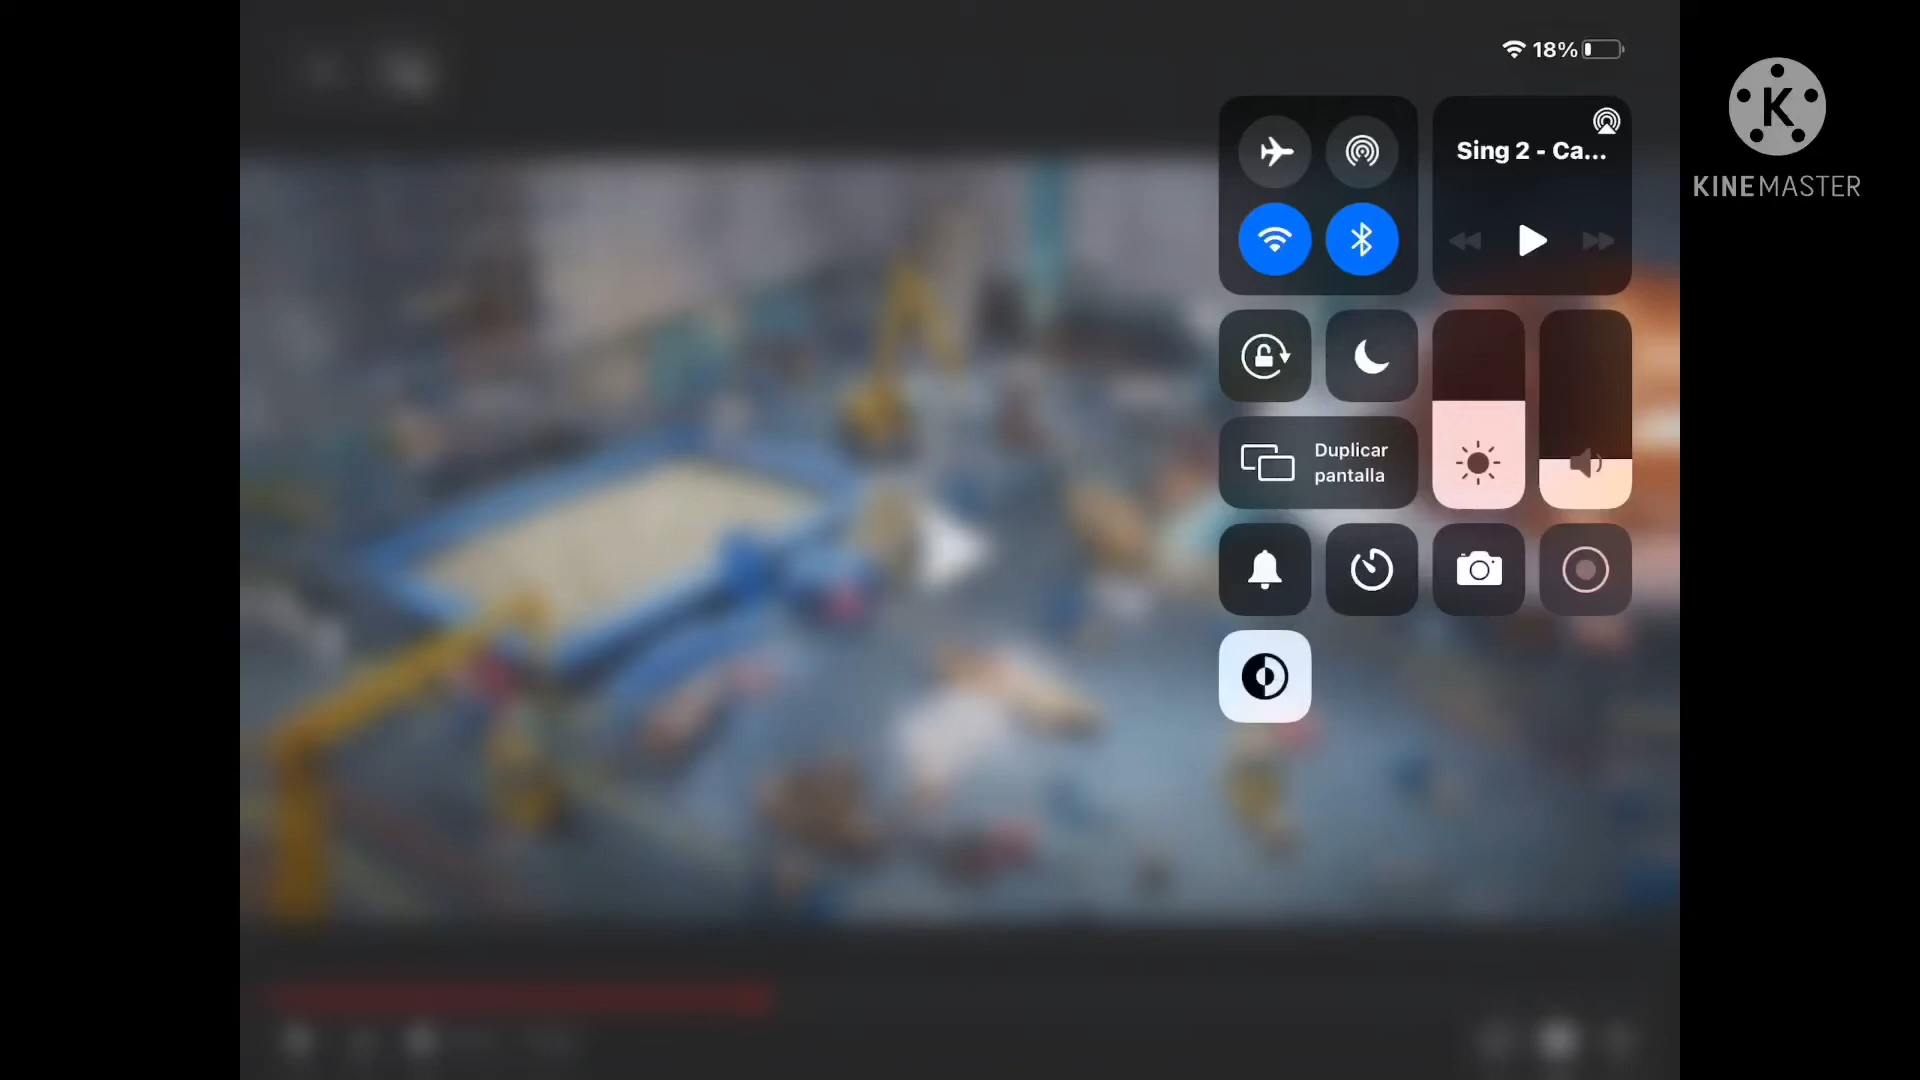 18%
Sing 2 - Ca...
Duplicar
pantalla
K
KINEMASTER